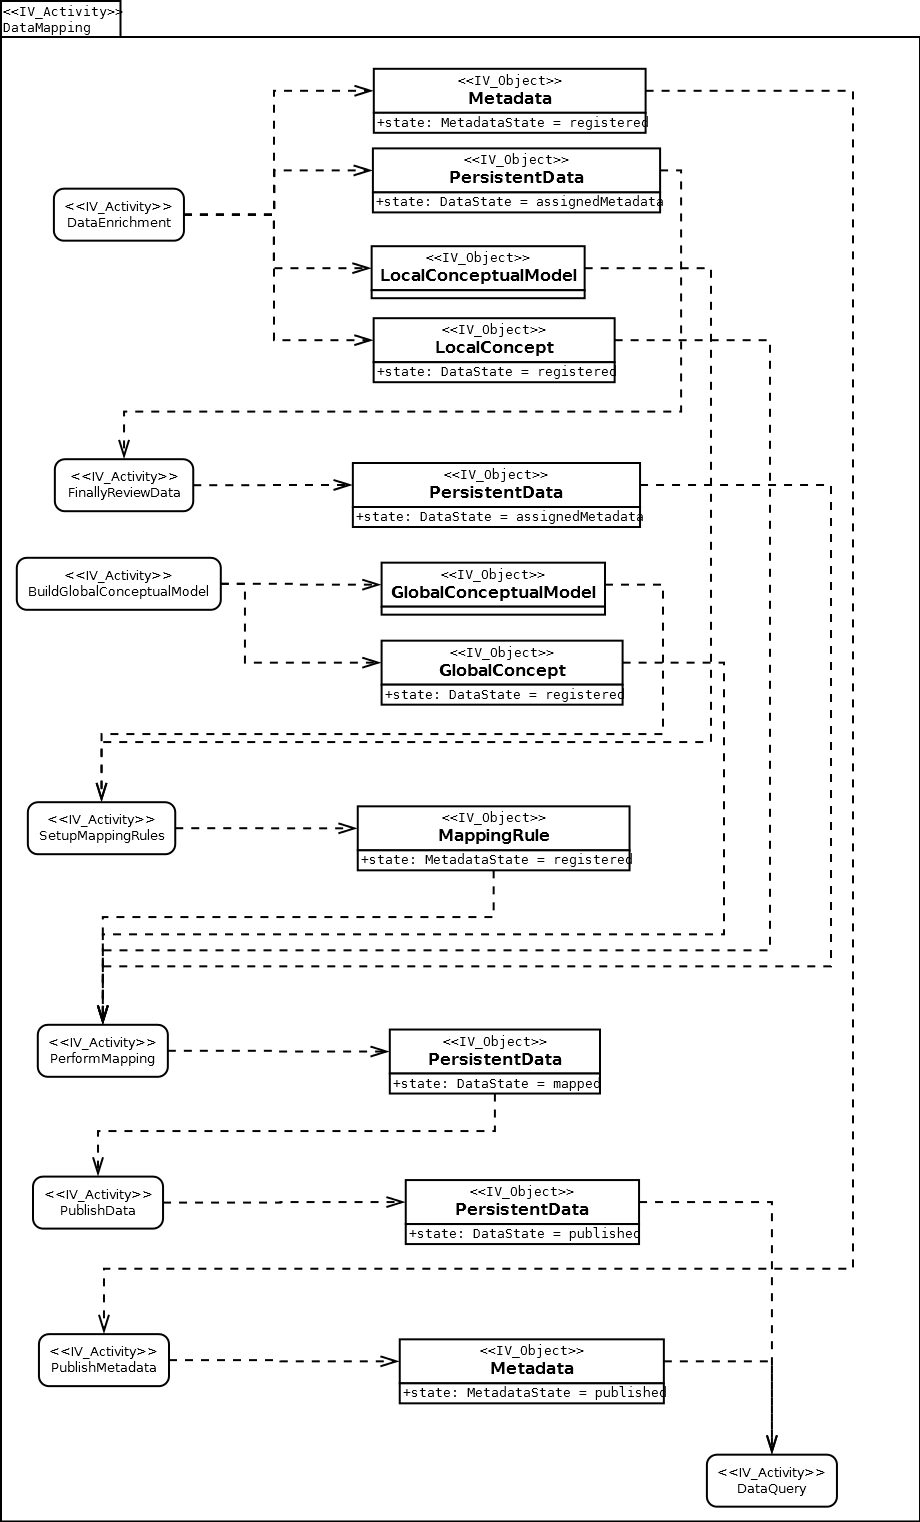 <<IV_Activity>>
DataMapping
<<IV_Object>>
Metadata
+state: MetadataState = registered
<<IV_Object>>
PersistentData
+state: DataState = assignedMetadata
<<IV_Activity>>
DataEnrichment
<<IV_Object>>
LocalConceptualModel
<<IV_Object>>
LocalConcept
+state: DataState = registered
<<IV_Activity>>
FinallyReviewData
<<IV_Object>>
PersistentData
+state: DataState = assignedMetadata
<<IV_Activity>>
BuildGlobalConceptualModel
<<IV_Object>>
GlobalConceptualModel
<<IV_Object>>
GlobalConcept
+state: DataState = registered
<<IV_Activity>>
SetupMappingRules
<<IV_Object>>
MappingRule
+state: MetadataState = registered
<<IV_Activity>>
PerformMapping
<<IV_Object>>
PersistentData
+state: DataState = mapped
<<IV_Activity>>
PublishData
<<IV_Object>>
PersistentData
+state: DataState = published
<<IV_Activity>>
PublishMetadata
<<IV_Object>>
Metadata
+state: MetadataState = published
<<IV_Activity>>
DataQuery